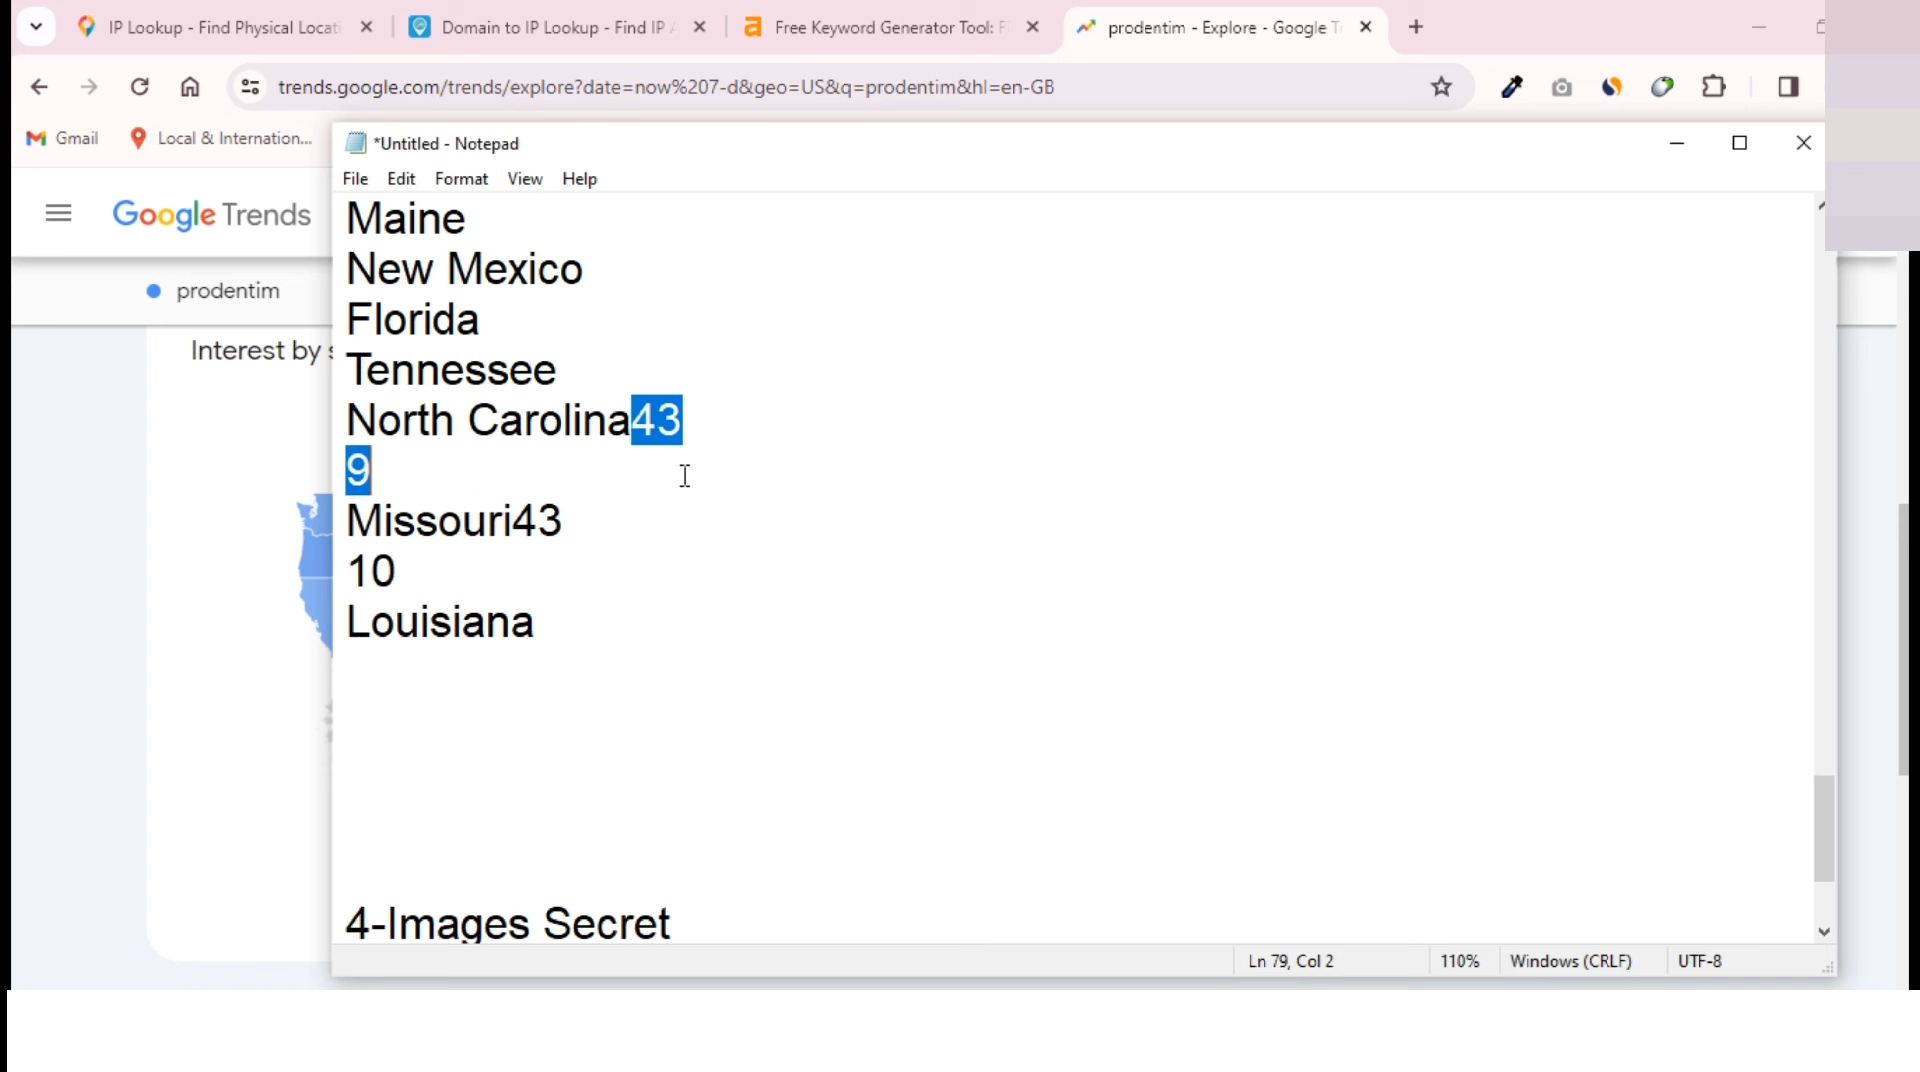 IP Lookup - Find Physical Locati
Domain to IP Lookup - Find IP A
Free Keyword Generator Tool: F
prodentim - Explore - Google Tr
trends.google.com/trends/explore?date=now%207-d&geo=US&q=prodentim&hl=en-GB
Gmail
Local & Internation...
*Untitled - Notepad
File Edit Format View Help
Google Trends
prodentim
Interest by s
Maine
New Mexico
Florida
Tennessee
North Carolina43
9
Missouri43
10
Louisiana
4-Images Secret
Ln 79, Col 2
110%
Windows (CRLF)
UTF-8